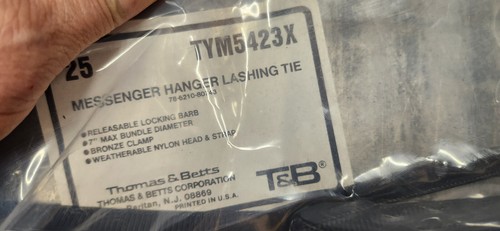 25 TYM5423X
MESSENGER HANGER LASHING TIE
RELEASABLE LOCKING BARB
7" MAX BUNDLE DIAMETER
BRONZE CLAMP
WEATHERABLE NYLON HEAD & STRAP
Thomas & Betts
THOMAS & BETTS CORPORATION
Raritan, N.J. 08869
PRINTED IN U.S.A.
T&B